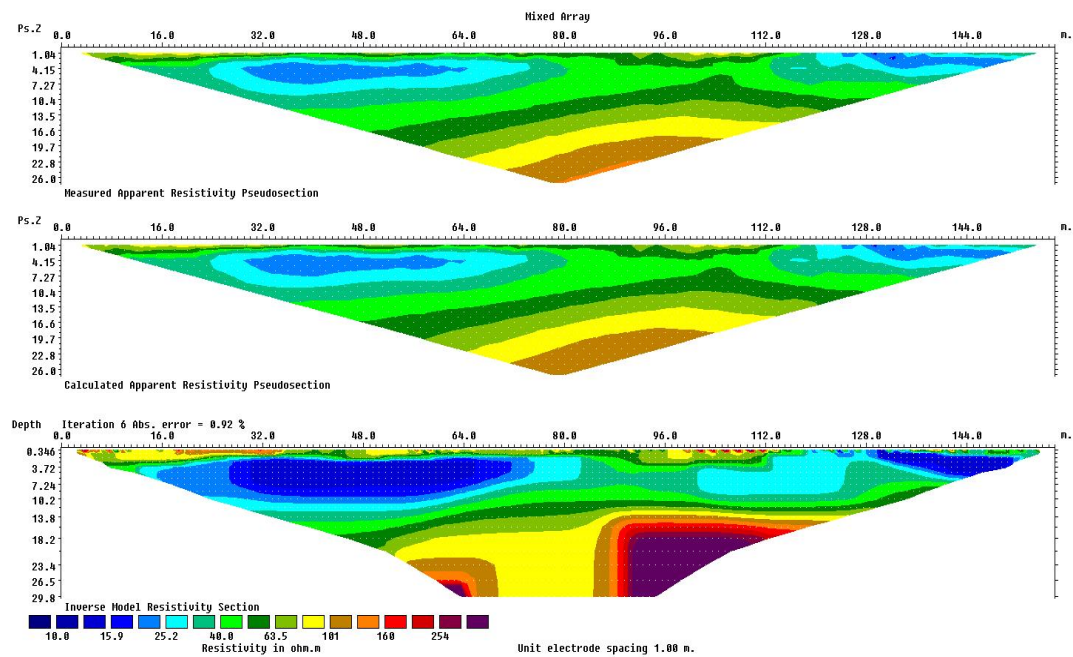 Mixed Array
Ps.Z 0.0 16.0 32.0 48.0 64.0 80.0 96.0 112.0 128.0 144.0 m.
1.04
4.15
7.27
10.4
13.5
16.6
19.7
22.8
26.0
Measured Apparent Resistivity Pseudosection
Ps.Z 0.0 16.0 32.0 48.0 64.0 80.0 96.0 112.0 128.0 144.0 m.
1.04
4.15
7.27
10.4
13.5
16.6
19.7
22.8
26.0
Calculated Apparent Resistivity Pseudosection
Depth Iteration 6 Abs. error = 0.92 %
0.0 16.0 32.0 48.0 64.0 80.0 96.0 112.0 128.0 144.0 m.
0.346
3.72
7.24
10.2
13.8
18.2
20.4
26.5
29.8
Inverse Model Resistivity Section
10.0 15.9 25.2 40.0 63.5 101 160 254
Resistivity in ohm.m Unit electrode spacing 1.00 m.